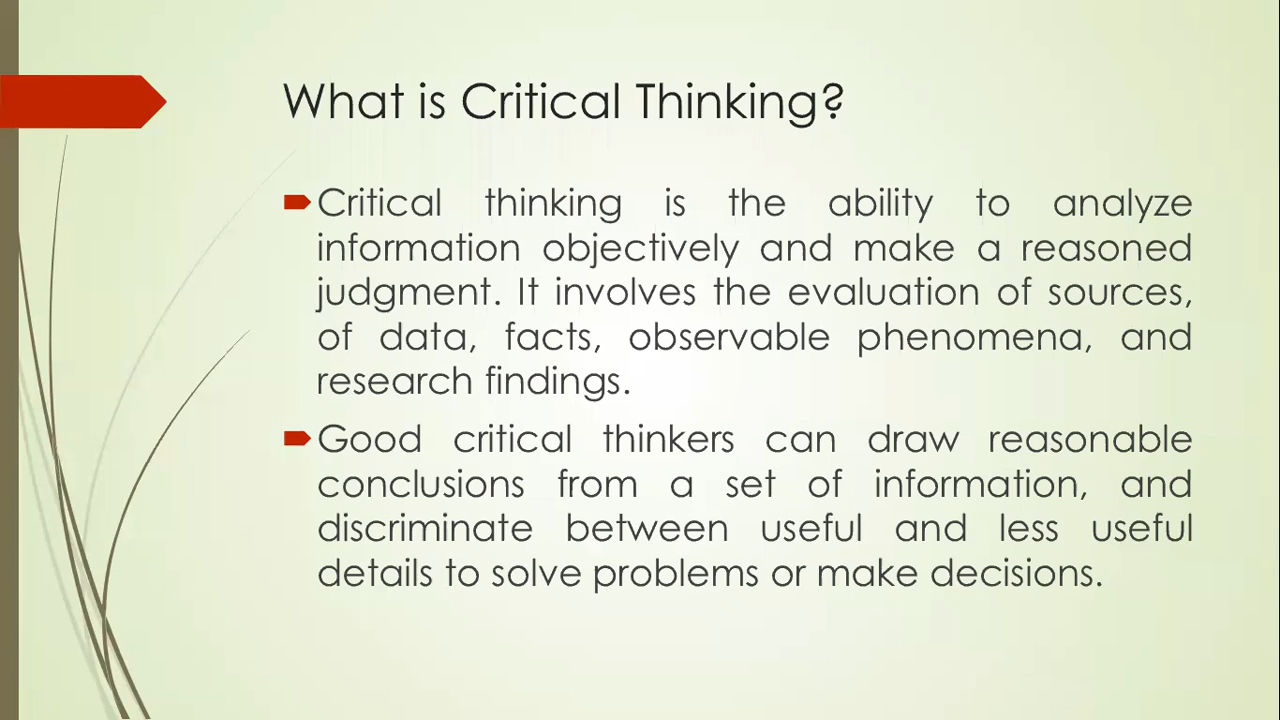 What is Critical Thinking?
Critical thinking is the ability to analyze
information objectively and make a reasoned
judgment. It involves the evaluation of sources,
of data, facts, observable phenomena, and
research findings.
Good critical thinkers can draw reasonable
conclusions from a set of information, and
discriminate between useful and less useful
details to solve problems or make decisions.